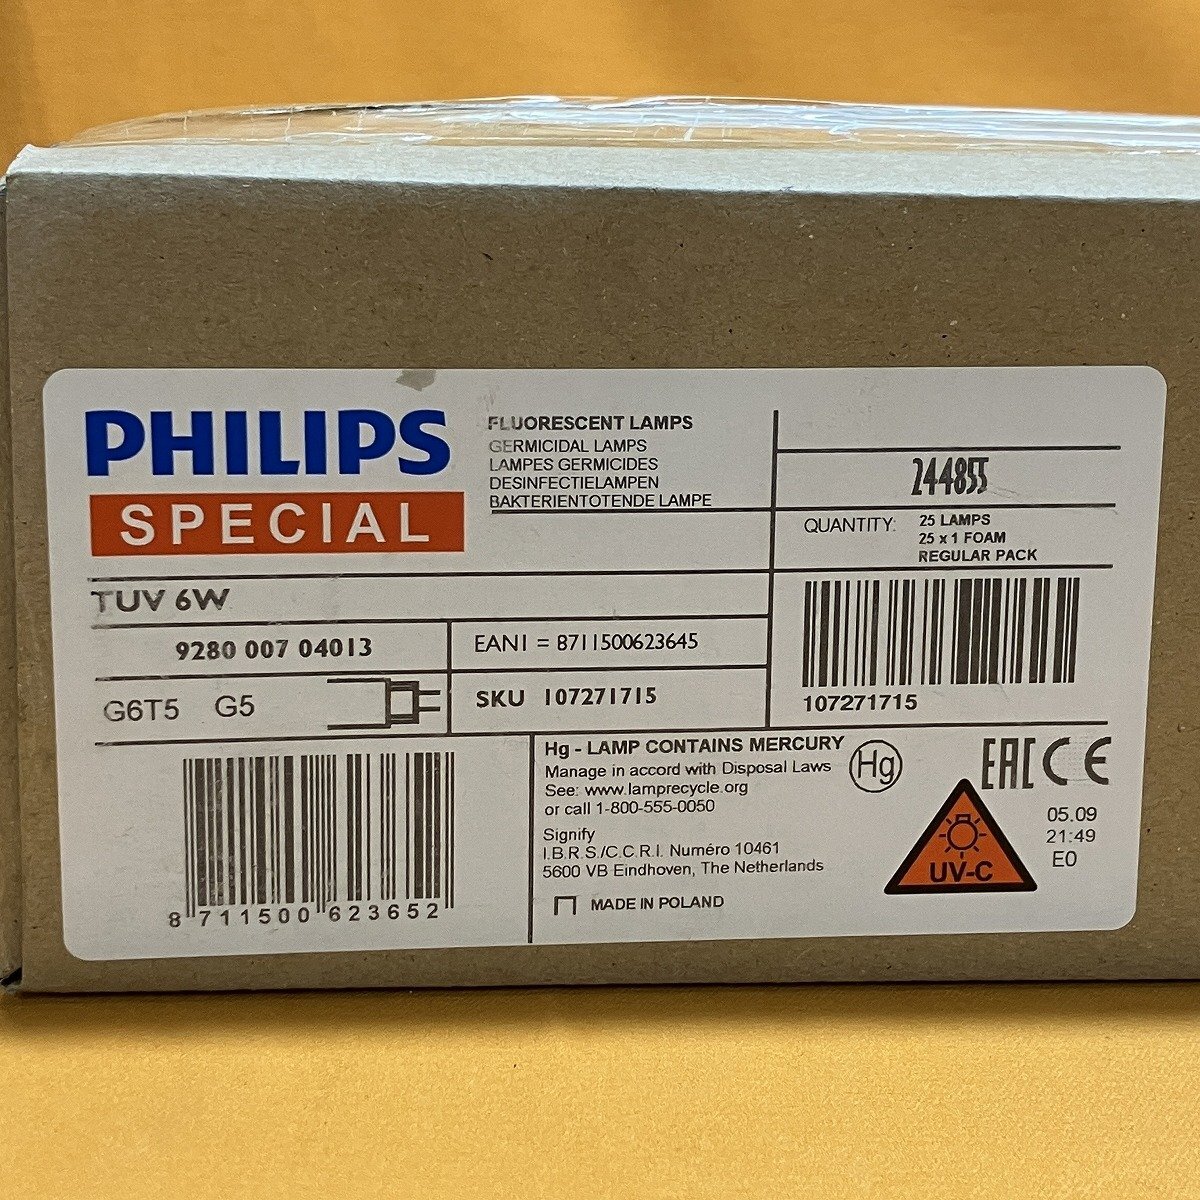 PHILIPS
SPECIAL
FLUORESCENT LAMPS
GERMICIDAL LAMPS
LAMPES GERMICIDES
DESINFECTIELAMPEN
BAKTERIENTOTENDE LAMPE
244855
QUANTITY: 25 LAMPS
25 x 1 FOAM
REGULAR PACK
107271715
TUV 6W
9280 007 04013
EAN1 = 8711500623645
G6T5 G5
SKU 107271715
8 711500 623652
Hg - LAMP CONTAINS MERCURY
Manage in accord with Disposal Laws
See: www.lamprecycle.org
or call 1-800-555-0050
Hg
Signify
I.B.R.S./C.C.R.I. Numéro 10461
5600 VB Eindhoven, The Netherlands
MADE IN POLAND
EAC CE
UV-C
05.09
21:49
E0